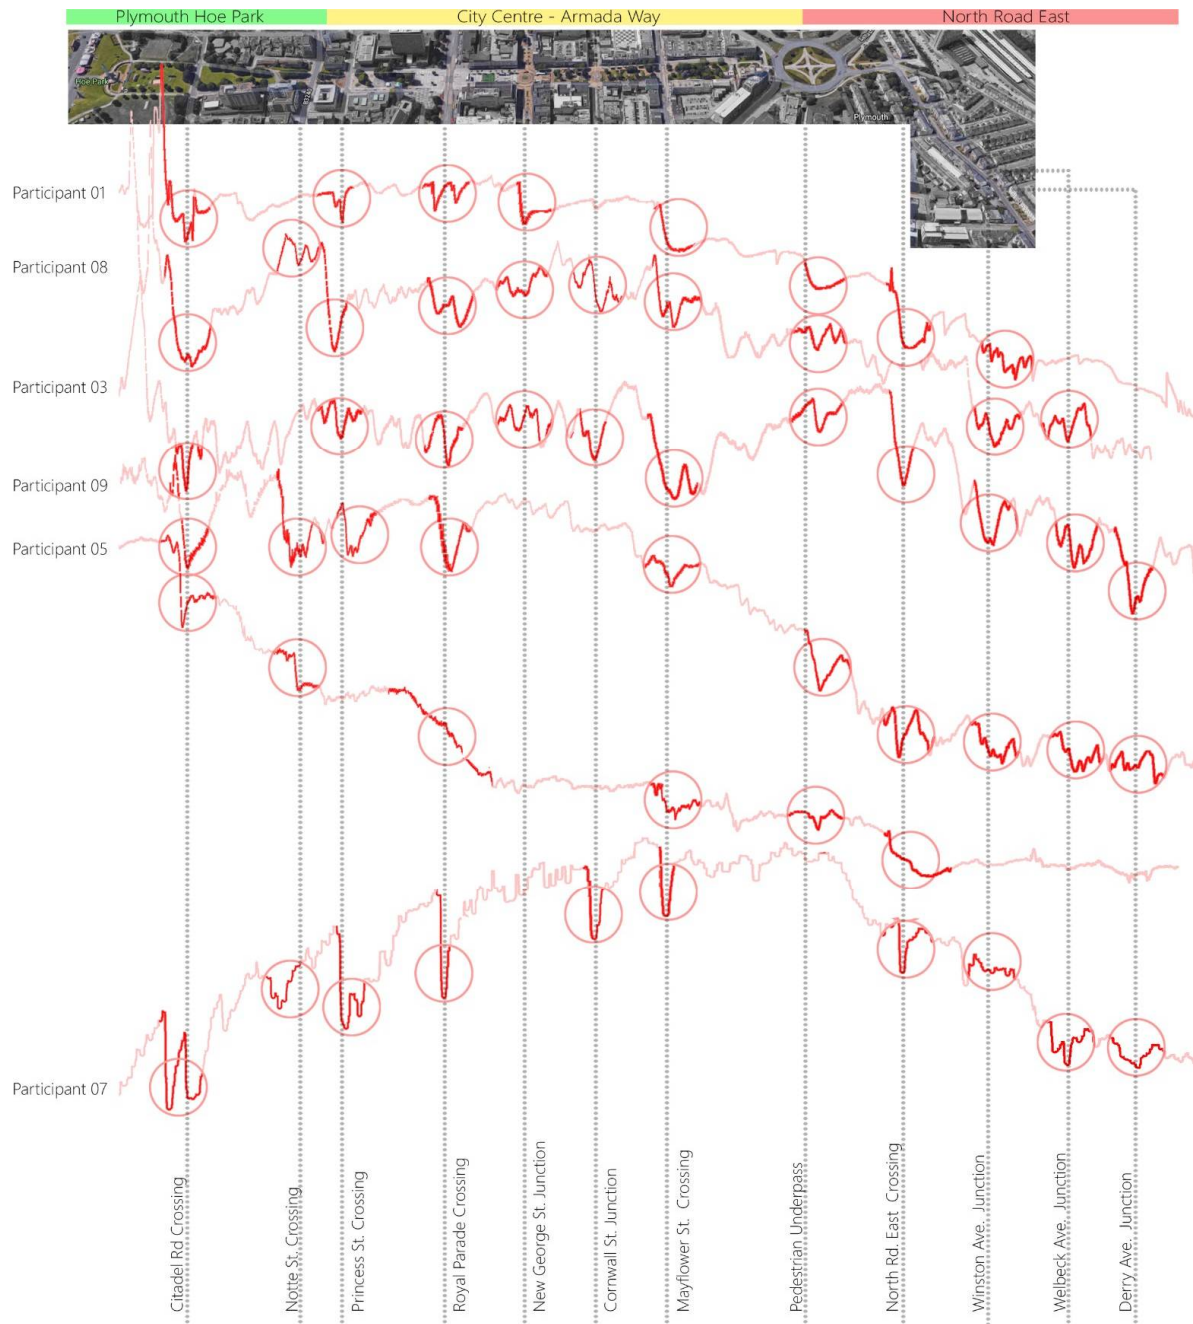 Plymouth Hoe Park
City Centre - Armada Way
North Road East
Hoe Park
Plymouth
Participant 01
Participant 08
Participant 03
Participant 09
Participant 05
Participant 07
Citadel Rd Crossing
Notte St. Crossing
Princess St. Crossing
Royal Parade Crossing
New George St. Junction
Cornwall St. Junction
Mayflower St. Crossing
Pedestrian Underpass
North Rd. East Crossing
Winston Ave. Junction
Welbeck Ave. Junction
Derry Ave. Junction